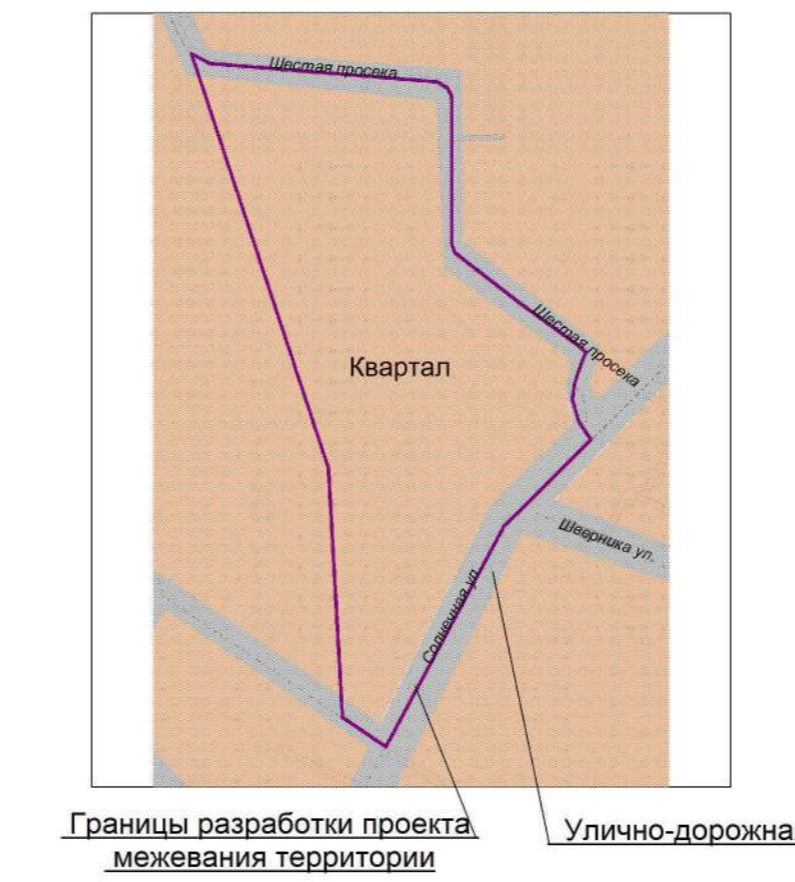 Шестая просека
Шестая просека
Квартал
Шверника ул.
Солнечная ул.
Границы разработки проекта
межевания территории
Улично-дорожна